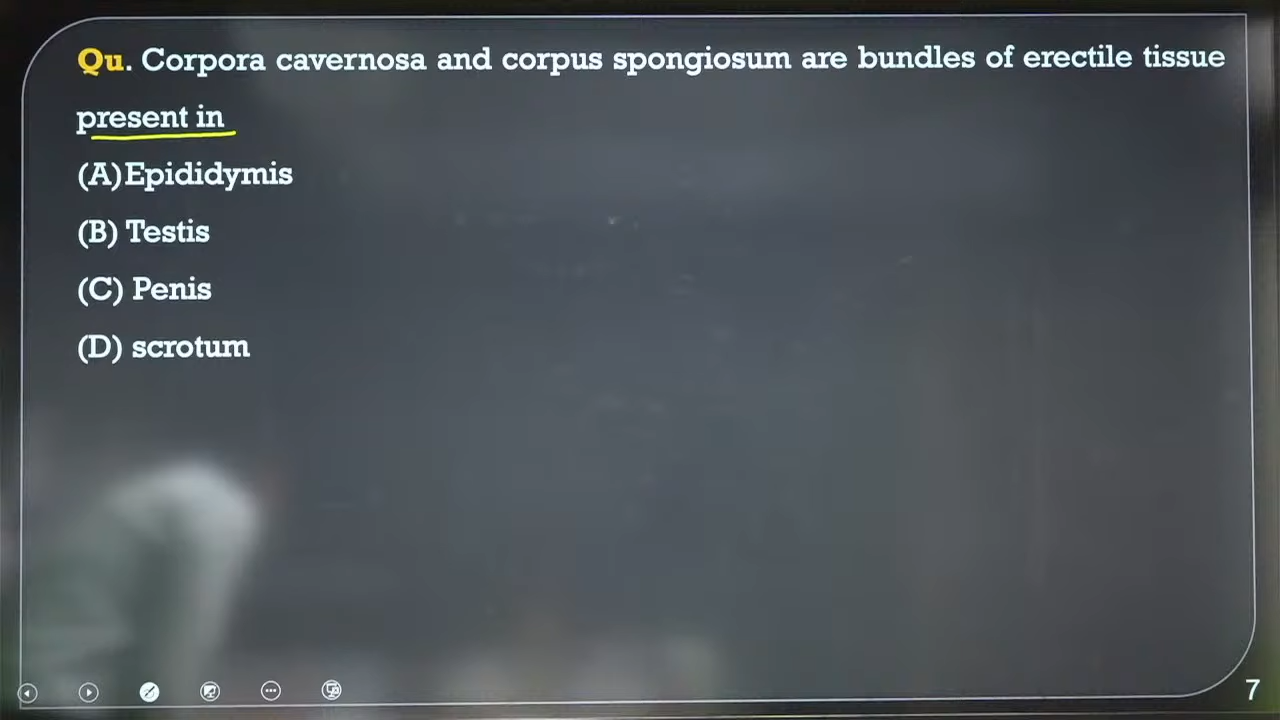 Qu. Corpora cavernosa and corpus spongiosum are bundles of erectile tissue
present in
(A)Epididymis
(B) Testis
(C) Penis
(D) scrotum
7